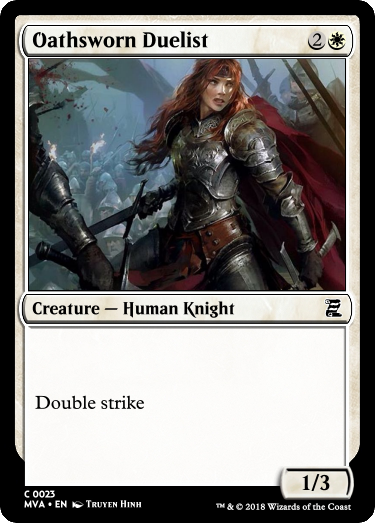 Oathsworn Duelist 2
Creature — Human Knight
Double strike
1/3
C 0023
MVA • EN Truyen Hinh
™ & © 2018 Wizards of the Coast